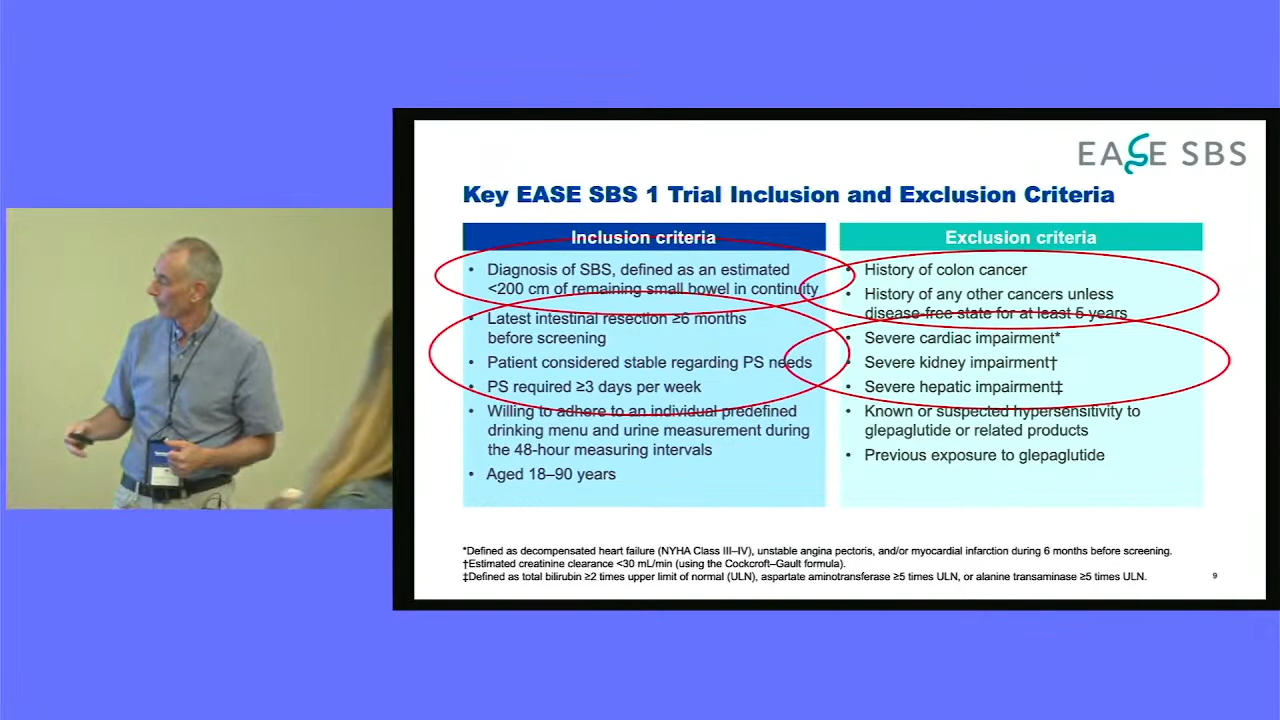 EASE SBS
Key EASE SBS 1 Trial Inclusion and Exclusion Criteria
Inclusion criteria
• Diagnosis of SBS, defined as an estimated
<200 cm of remaining small bowel in continuity
• Latest intestinal resection ≥6 months
before screening
• Patient considered stable regarding PS needs
• PS required ≥3 days per week
• Willing to adhere to an individual predefined
drinking menu and urine measurement during
the 48-hour measuring intervals
• Aged 18–90 years
Exclusion criteria
• History of colon cancer
• History of any other cancers unless
disease-free state for at least 5 years
• Severe cardiac impairment*
• Severe kidney impairment†
• Severe hepatic impairment‡
• Known or suspected hypersensitivity to
glepaglutide or related products
• Previous exposure to glepaglutide
*Defined as decompensated heart failure (NYHA Class III–IV), unstable angina pectoris, and/or myocardial infarction during 6 months before screening.
†Estimated creatinine clearance <30 mL/min (using the Cockcroft–Gault formula).
‡Defined as total bilirubin ≥2 times upper limit of normal (ULN), aspartate aminotransferase ≥5 times ULN, or alanine transaminase ≥5 times ULN.
9